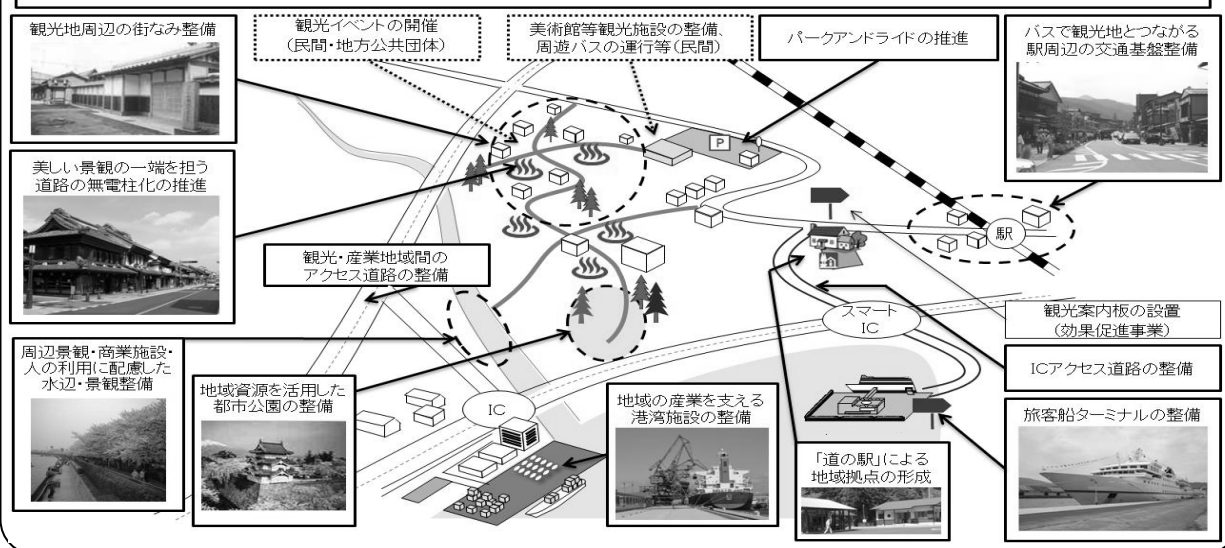 観光地周辺の街なみ整備
観光イベントの開催
(民間・地方公共団体)
美術館等観光施設の整備、
周遊バスの運行等(民間)
パークアンドライドの推進
バスで観光地とつながる
駅周辺の交通基盤整備
美しい景観の一端を担う
道路の無電柱化の推進
P
駅
観光・産業地域間の
アクセス道路の整備
スマート
IC
観光案内板の設置
(効果促進事業)
周辺景観・商業施設・
人の利用に配慮した
水辺・景観整備
地域資源を活用した
都市公園の整備
IC
地域の産業を支える
港湾施設の整備
ICアクセス道路の整備
「道の駅」による
地域拠点の形成
旅客船ターミナルの整備